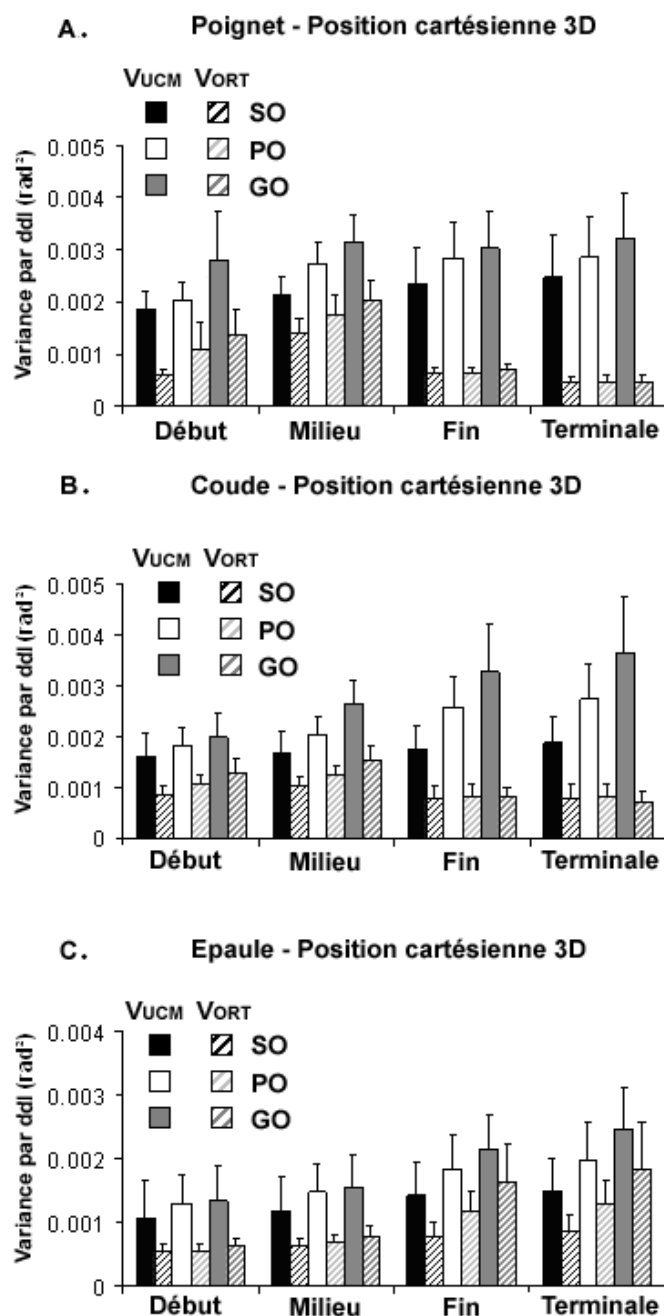 A. Poignet - Position cartésienne 3D
VUCM VORT
SO
PO
GO
Variance par ddl (rad²)
0.005
0.004
0.003
0.002
0.001
0
Début Milieu Fin Terminale
B. Coude - Position cartésienne 3D
VUCM VORT
SO
PO
GO
Variance par ddl (rad²)
0.005
0.004
0.003
0.002
0.001
0
Début Milieu Fin Terminale
C. Epaule - Position cartésienne 3D
VUCM VORT
SO
PO
GO
Variance par ddl (rad²)
0.004
0.003
0.002
0.001
0
Début Milieu Fin Terminale